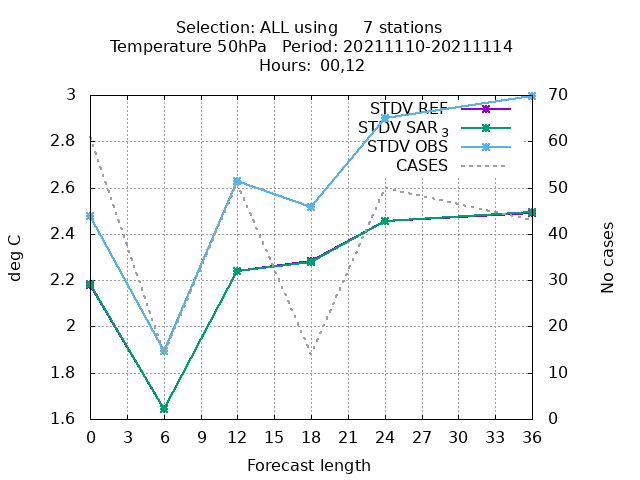 Selection: ALL using 7 stations
Temperature 50hPa Period: 20211110-20211114
Hours: 00,12
3 70
STDV REF
STDV SAR 3
2.8 60
STDV OBS
CASES
2.6 50
2.4 40
deg C
No cases
2.2 30
2 20
1.8 10
1.6 0
0 3 6 9 12 15 18 21 24 27 30 33 36
Forecast length